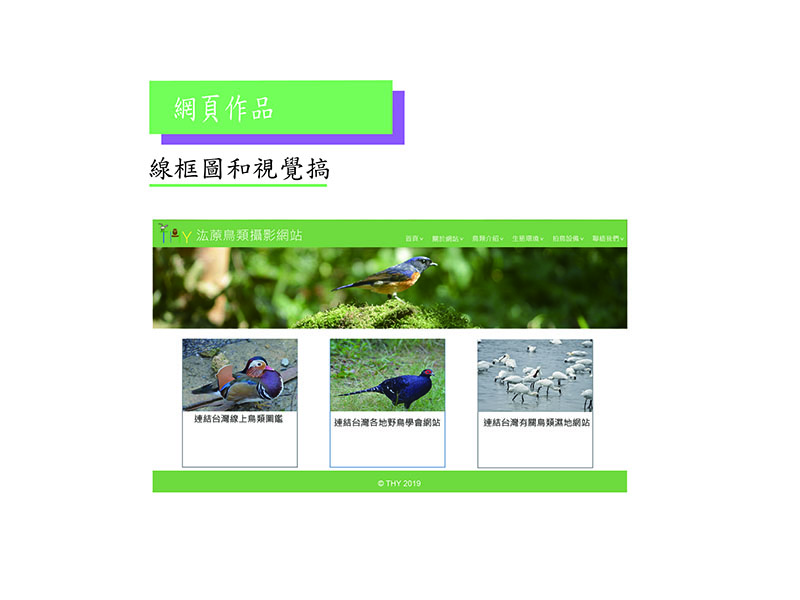 網頁作品
線框圖和視覺搞
THY 汯原鳥類攝影網站
首頁 關於網站 鳥類介紹 生態環境 拍鳥設備 聯絡我們
連結台灣線上鳥類圖鑑
連結台灣各地野鳥學會網站
連結台灣有關鳥類濕地網站
© THY 2019